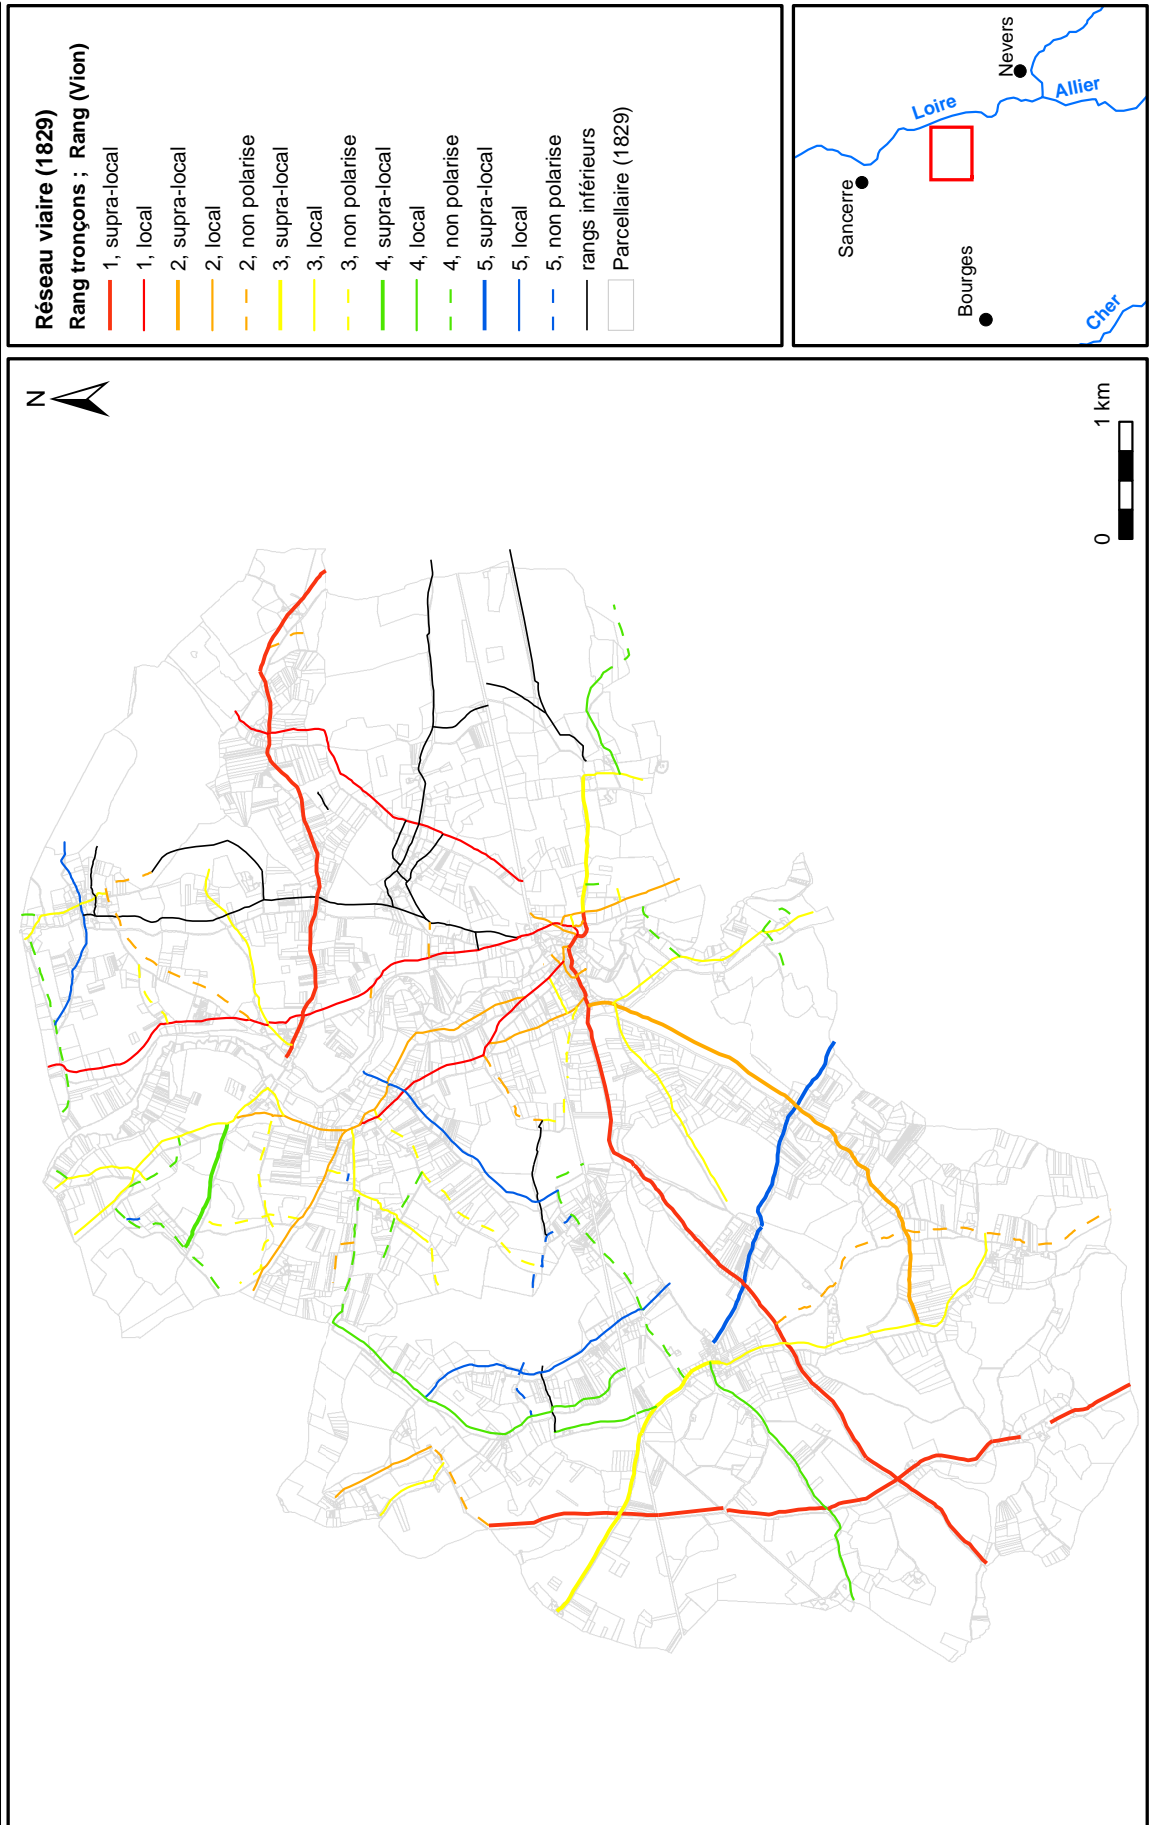 Réseau viaire (1829)
Rang tronçons ; Rang (Vion)
1, supra-local
1, local
2, supra-local
2, local
2, non polarise
3, supra-local
3, local
3, non polarise
4, supra-local
4, local
4, non polarise
5, supra-local
5, local
5, non polarise
rangs inférieurs
Parcellaire (1829)
Nevers
Loire
Allier
Sancerre
Bourges
Cher
N
0 1 km